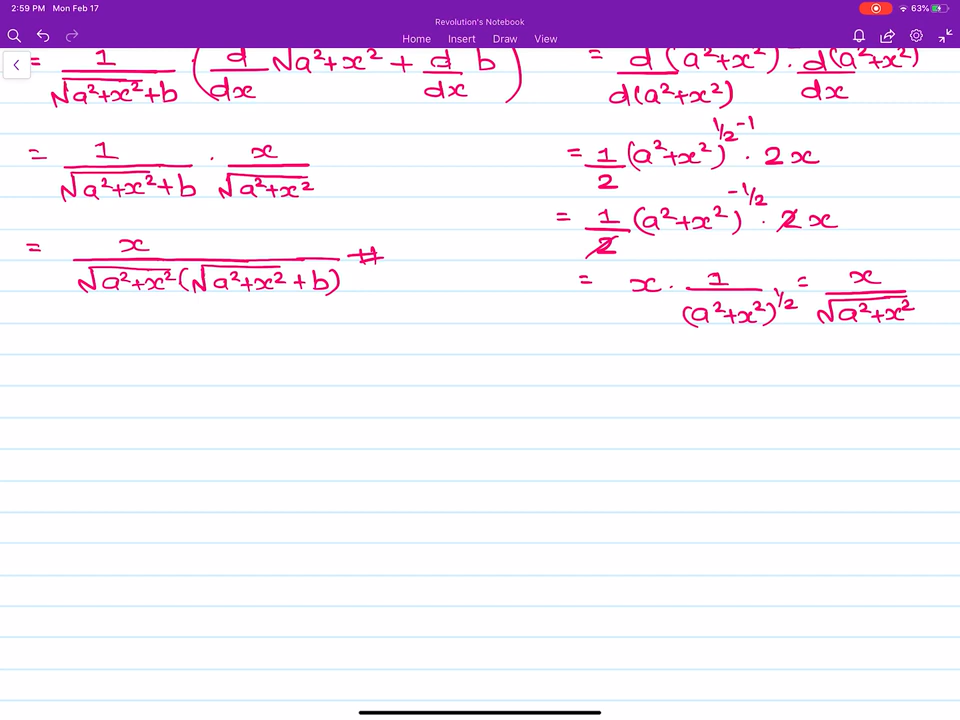 2:59 PM Mon Feb 17 63%
Revolution's Notebook
Home Insert Draw View
= 1/(√a²+x²+b) (d/dx √a²+x² + d/dx b)
= 1/(√a²+x²+b) · x/√a²+x²
= x/(√a²+x²(√a²+x²+b)) #
= d(a²+x²)/d(a²+x²) · d(a²+x²)/dx
= 1/2 (a²+x²)^(1/2-1) · 2x
= 1/2 (a²+x²)^(-1/2) · 2x
= x · 1/(a²+x²)^(1/2) = x/√a²+x²